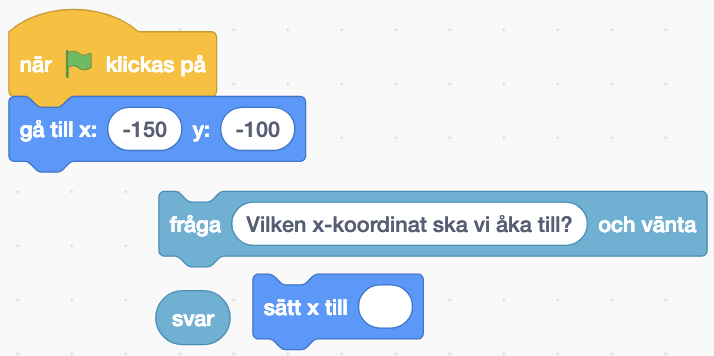 när klickas på
gå till x: -150 y: -100
fråga Vilken x-koordinat ska vi åka till? och vänta
svar
sätt x till